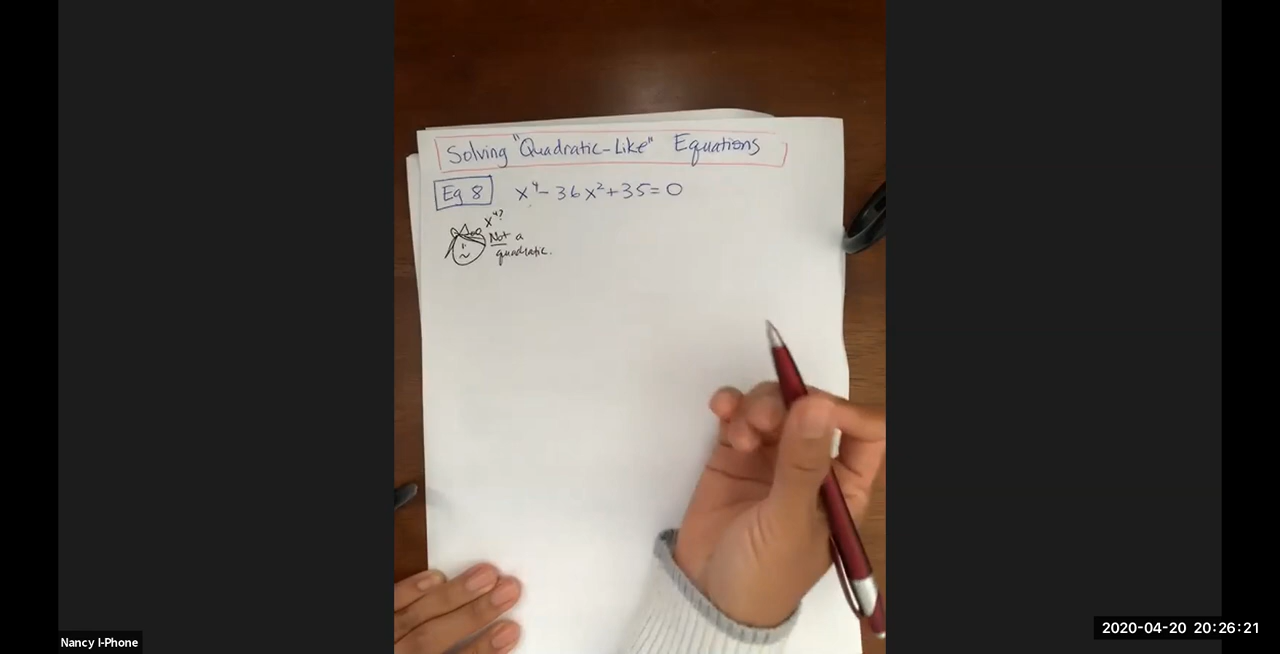 Solving "Quadratic-Like" Equations
Eg 8 x⁴ - 36x² + 35 = 0
x⁴?
Not a
quadratic.
Nancy I-Phone
2020-04-20 20:26:21